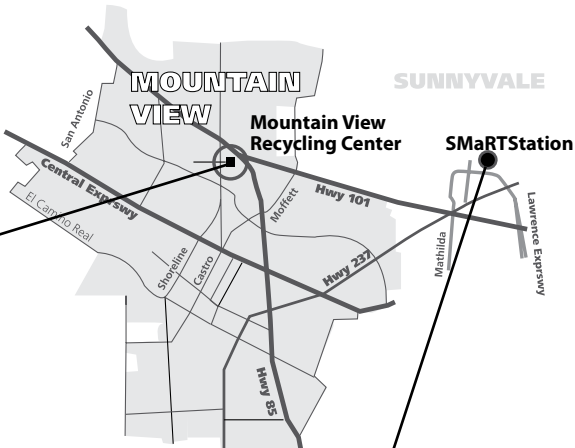 MOUNTAIN
VIEW
SUNNYVALE
Mountain View
Recycling Center
SMaRTStation
San Antonio
Central Exprswy
El Camino Real
Hwy 101
Moffett
Shoreline
Castro
Hwy 237
Mathilda
Lawrence Exprswy
Hwy 85